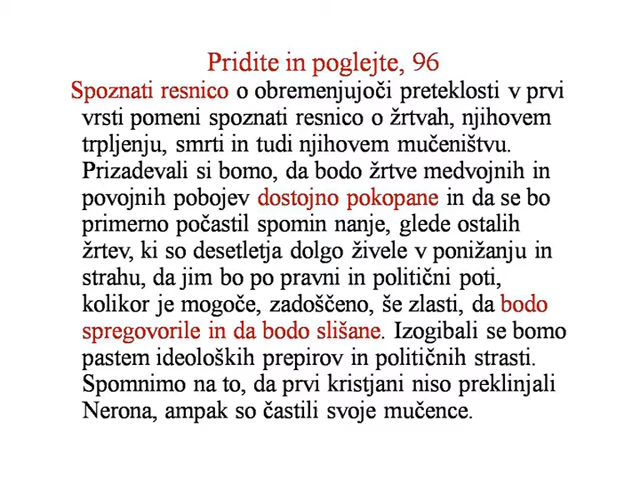 Pridite in poglejte, 96
Spoznati resnico o obremenjujoči preteklosti v prvi
vrsti pomeni spoznati resnico o žrtvah, njihovem
trpljenju, smrti in tudi njihovem mučeništvu.
Prizadevali si bomo, da bodo žrtve medvojnih in
povojnih pobojev dostojno pokopane in da se bo
primerno počastil spomin nanje, glede ostalih
žrtev, ki so desetletja dolgo živele v ponižanju in
strahu, da jim bo po pravni in politični poti,
kolikor je mogoče, zadoščeno, še zlasti, da bodo
spregovorile in da bodo slišane. Izogibali se bomo
pastem ideoloških prepirov in političnih strasti.
Spomnimo na to, da prvi kristjani niso preklinjali
Nerona, ampak so častili svoje mučence.